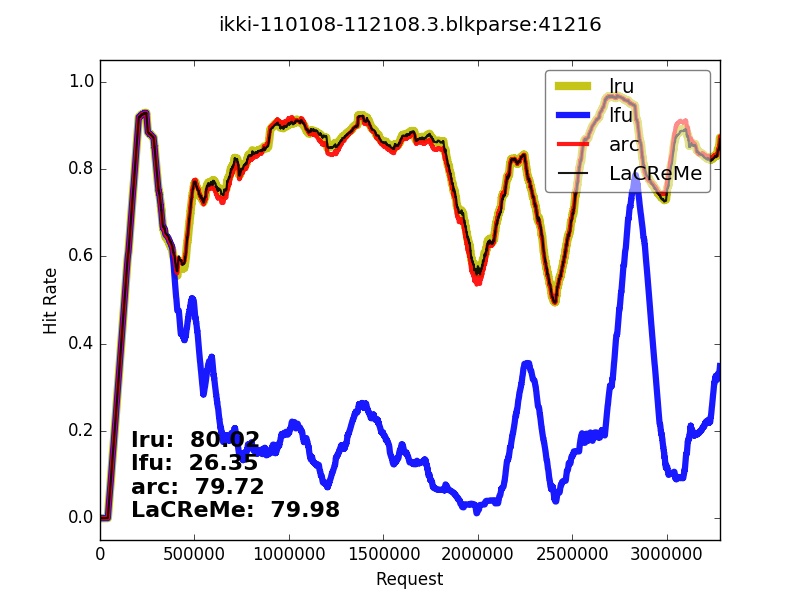 ikki-110108-112108.3.blkparse:41216
1.0
0.8
0.6
0.4
0.2
0.0
Hit Rate
lru
lfu
arc
LaCReMe
lru: 80.02
lfu: 26.35
arc: 79.72
LaCReMe: 79.98
0 500000 1000000 1500000 2000000 2500000 3000000
Request